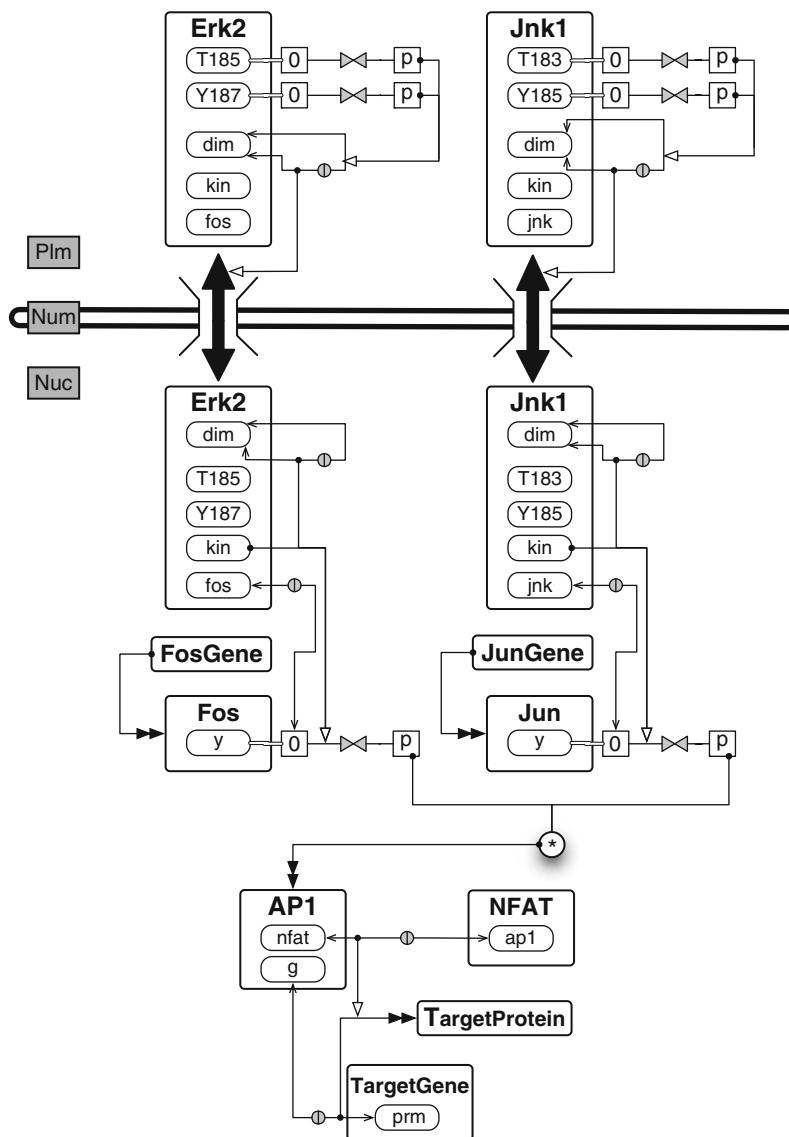 Erk2
Jnk1
T185 0 p
T183 0 p
Y187 0 p
Y185 0 p
dim
dim
kin
kin
fos
jnk
Plm
Num
Nuc
Erk2
Jnk1
dim
dim
T185
T183
Y187
Y185
kin
kin
fos
jnk
FosGene
JunGene
Fos
Jun
y 0 p
y 0 p
*
AP1
NFAT
nfat
ap1
g
TargetProtein
TargetGene
prm